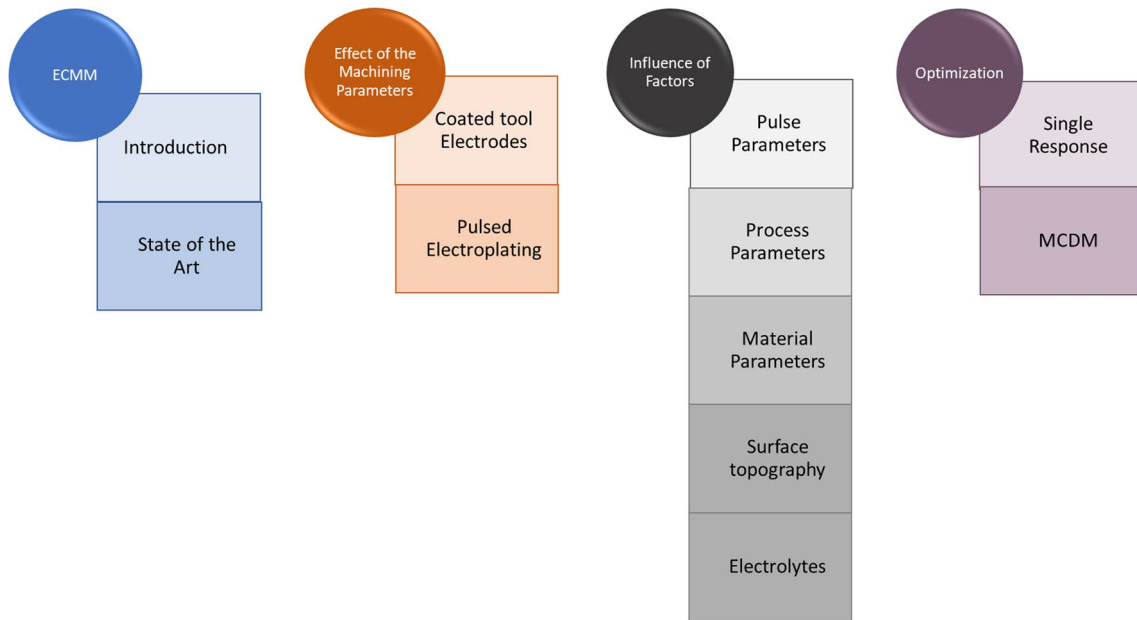 ECMM
Introduction
State of the
Art
Effect of the
Machining
Parameters
Coated tool
Electrodes
Pulsed
Electroplating
Influence of
Factors
Pulse
Parameters
Process
Parameters
Material
Parameters
Surface
topography
Electrolytes
Optimization
Single
Response
MCDM